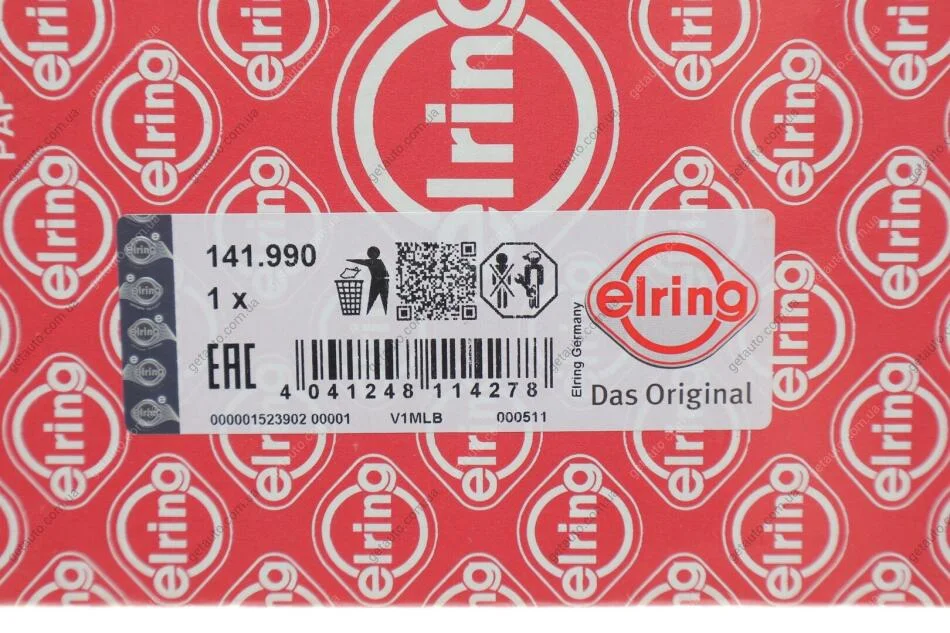 elring
PAP
141.990
1 x
EAC
4 041248 114278
000001523902 00001 V1MLB 000511
Elring Germany
elring
Das Original
getauto.com.ua